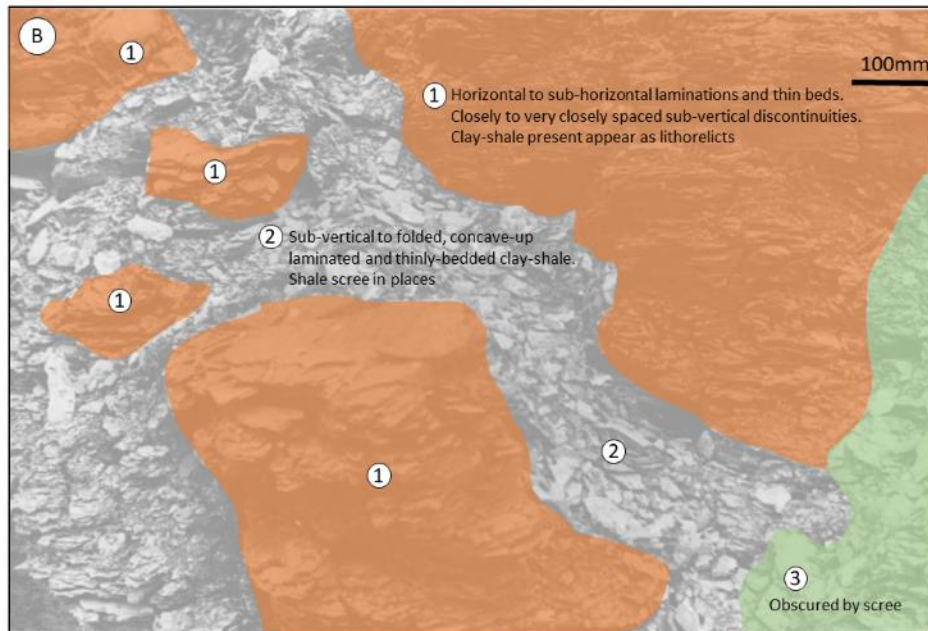 B
1
100mm
1 Horizontal to sub-horizontal laminations and thin beds.
Closely to very closely spaced sub-vertical discontinuities.
Clay-shale present appear as lithorelicts
1
2 Sub-vertical to folded, concave-up
laminated and thinly-bedded clay-shale.
Shale scree in places
1
2
1
3
Obscured by scree